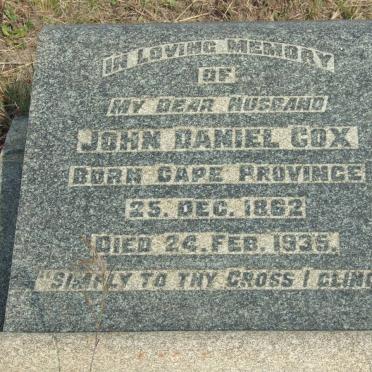 IN LOVING MEMORY
OF
MY DEAR HUSBAND
JOHN DANIEL COX
BORN CAPE PROVINCE
25. DEC. 1862
DIED 24. FEB. 1935.
"SIMPLY TO THY CROSS I CLING